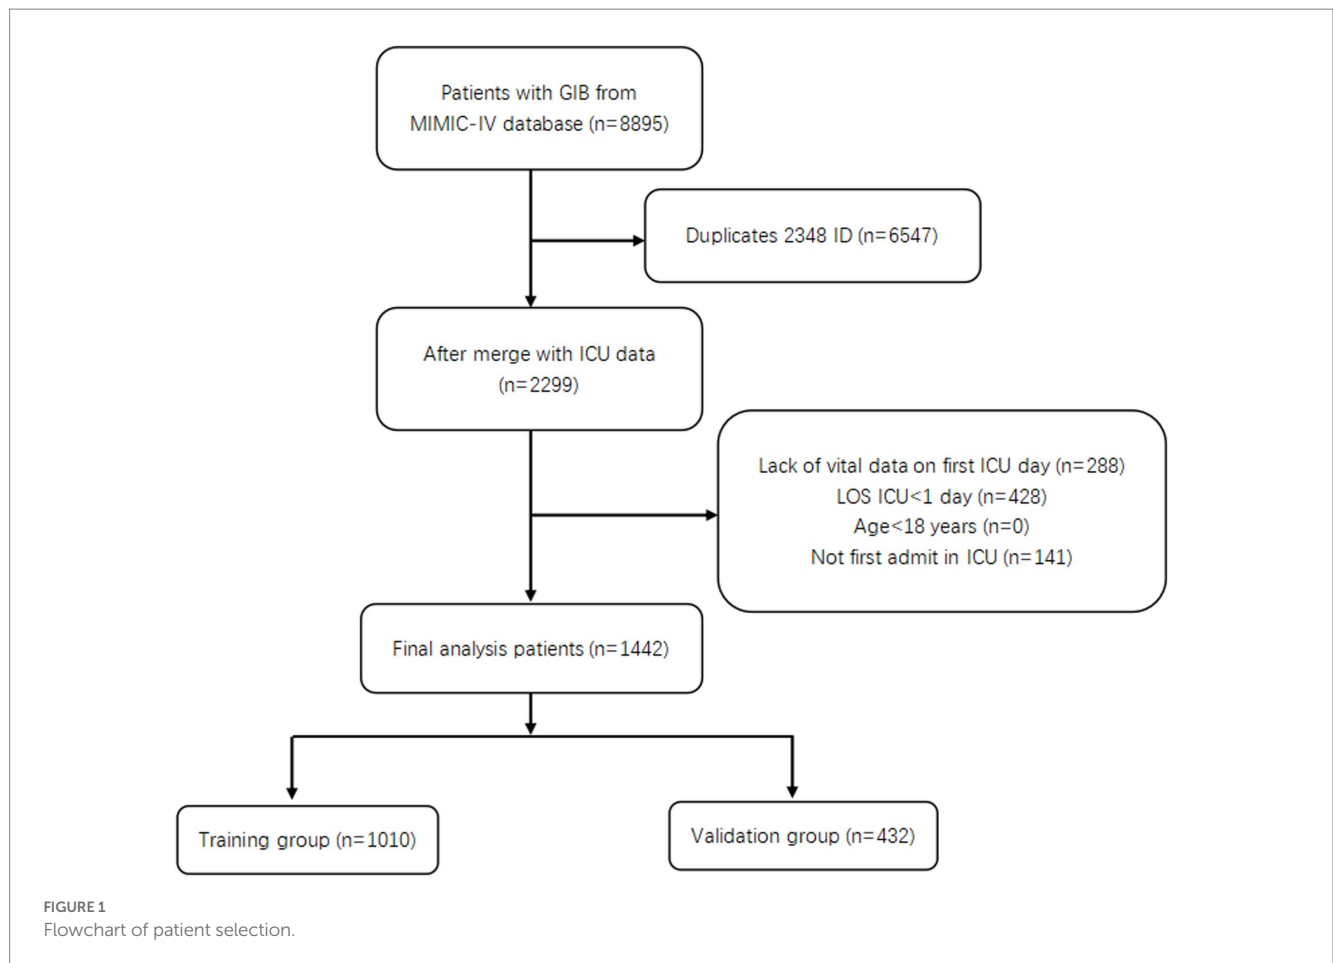 Patients with GIB from
MIMIC-IV database (n=8895)
Duplicates 2348 ID (n=6547)
After merge with ICU data
(n=2299)
Lack of vital data on first ICU day (n=288)
LOS ICU<1 day (n=428)
Age<18 years (n=0)
Not first admit in ICU (n=141)
Final analysis patients (n=1442)
Training group (n=1010)
Validation group (n=432)
FIGURE 1
Flowchart of patient selection.